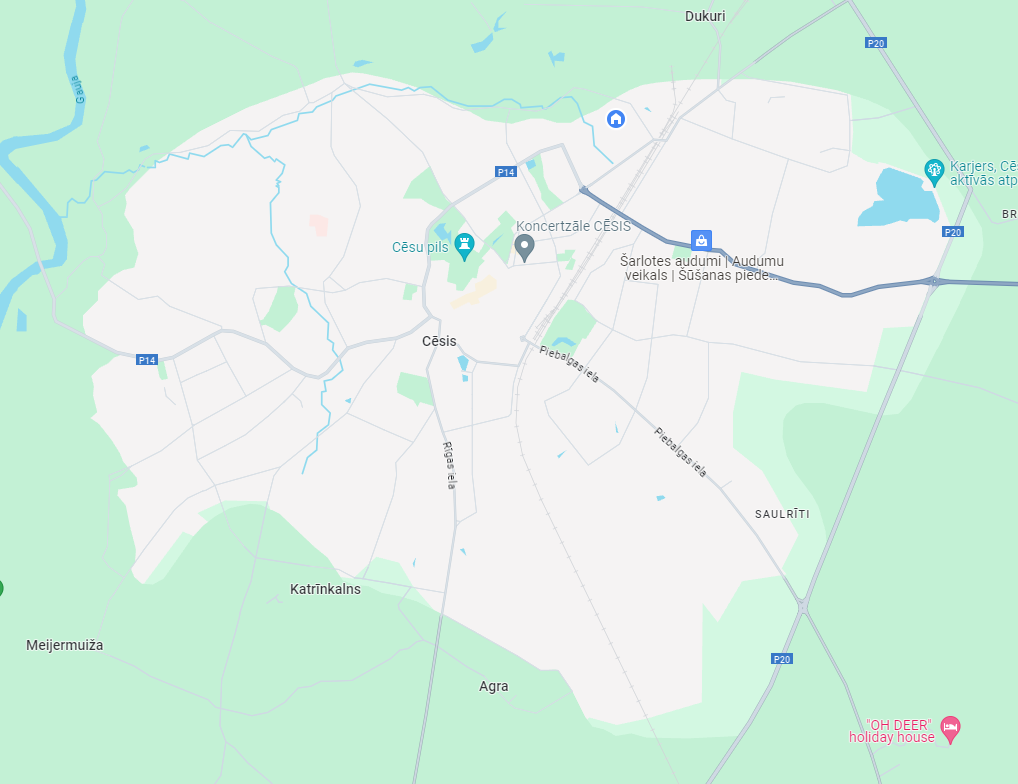 Dukuri
P20
Gauja
P14
Karjers, Cē
aktīvās atp
BR
P20
Koncertzāle CĒSIS
Cēsu pils
Šarlotes audumi | Audumu
veikals | Šūšanas piede...
Cēsis
P14
Piebalgas iela
Piebalgas iela
Rīgas iela
SAULRĪTI
Katrīnkalns
Meijermuiža
P20
Agra
"OH DEER"
holiday house